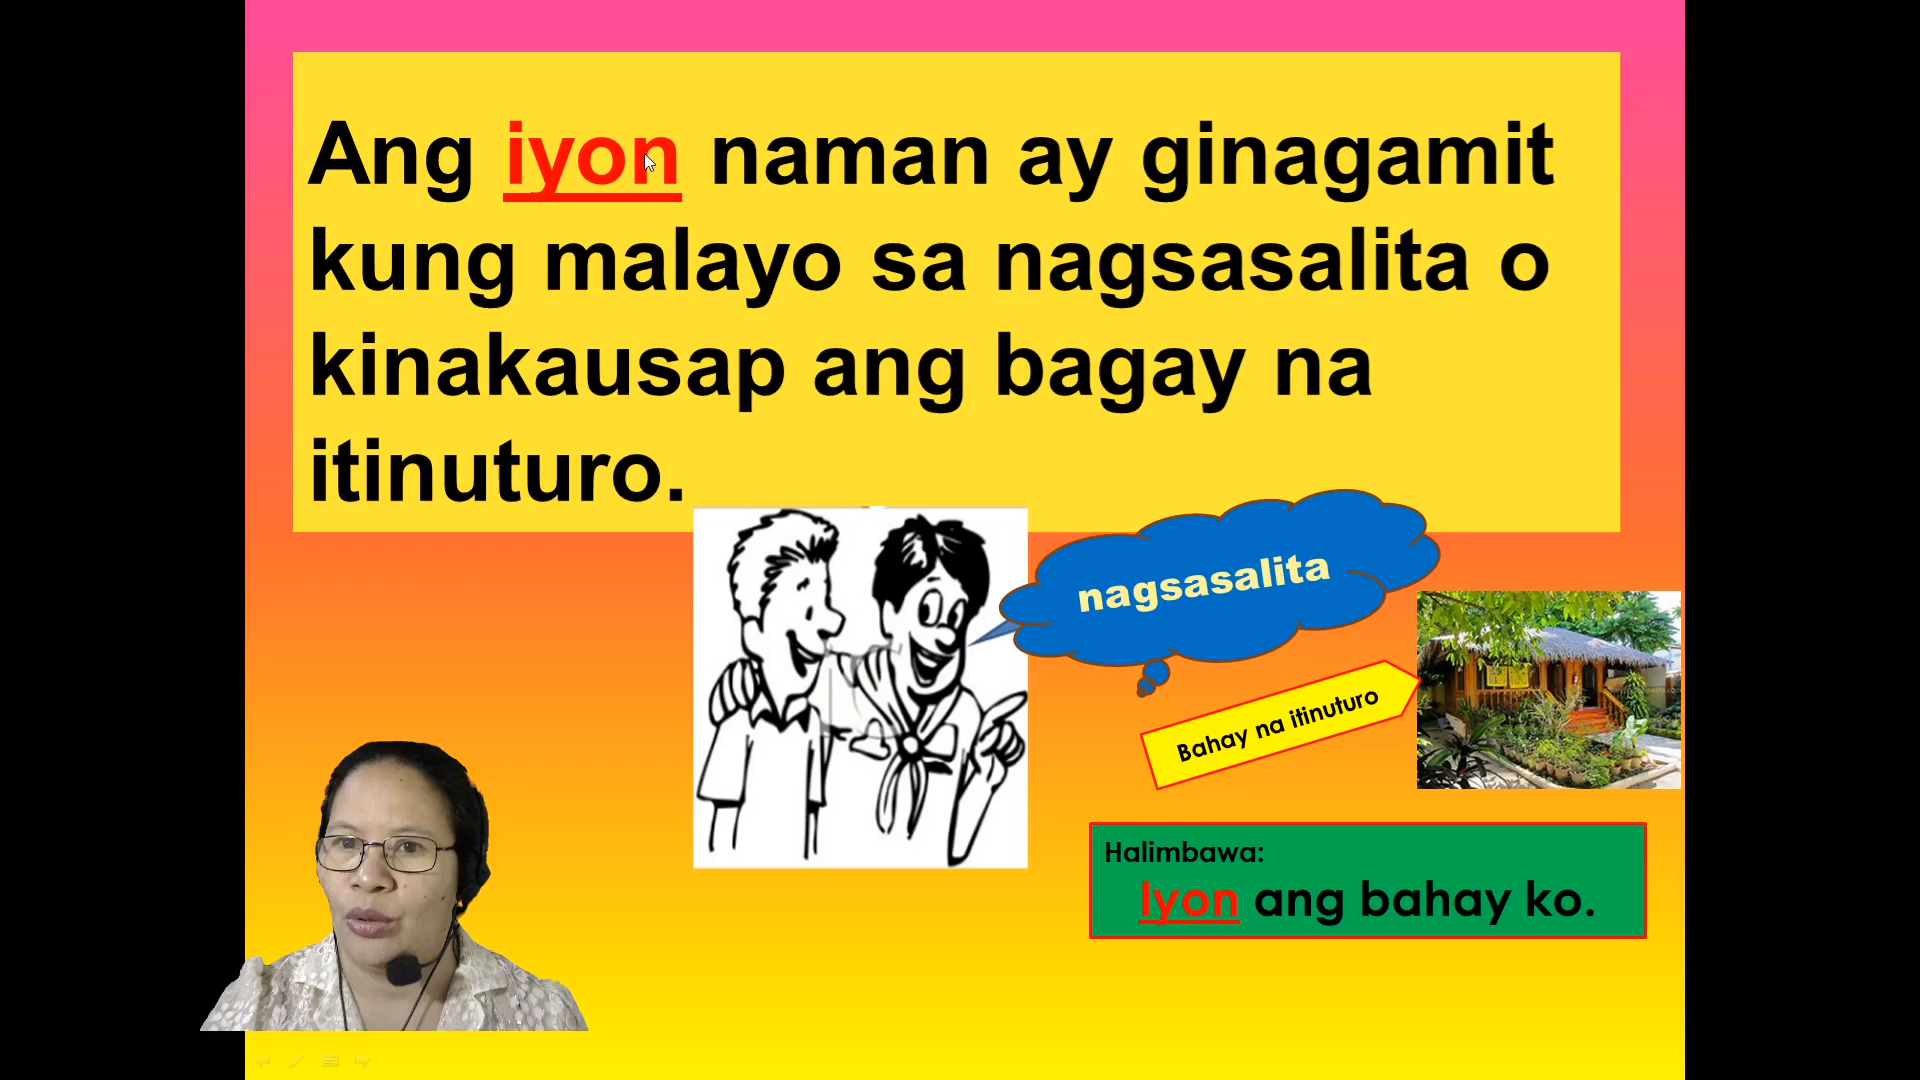 Ang iyon naman ay ginagamit
kung malayo sa nagsasalita o
kinakausap ang bagay na
itinuturo.
nagsasalita
Bahay na itinuturo
Halimbawa:
Iyon ang bahay ko.